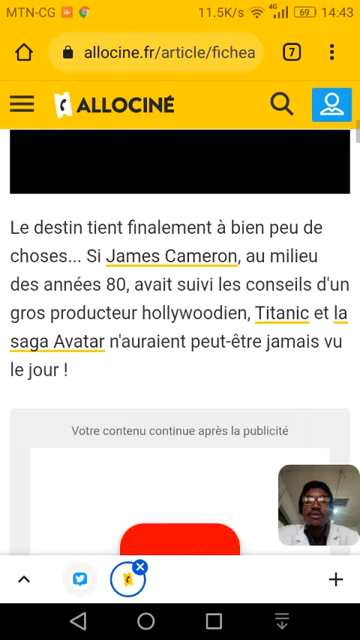 MTN-CG 11.5K/s 4G 69 14:43
allocine.fr/article/fichea 7
ALLOCINÉ
Le destin tient finalement à bien peu de
choses... Si James Cameron, au milieu
des années 80, avait suivi les conseils d'un
gros producteur hollywoodien, Titanic et la
saga Avatar n'auraient peut-être jamais vu
le jour !
Votre contenu continue après la publicité